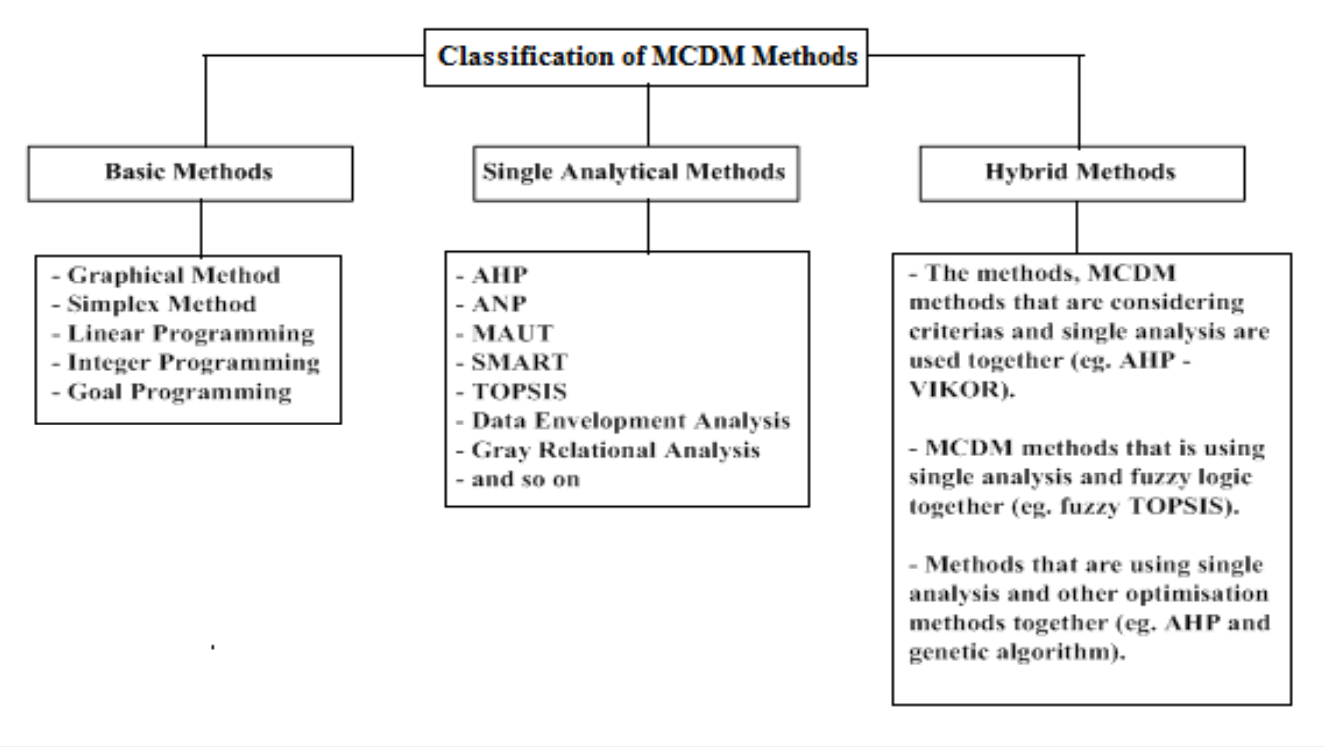 Classification of MCDM Methods
Basic Methods
- Graphical Method
- Simplex Method
- Linear Programming
- Integer Programming
- Goal Programming
Single Analytical Methods
- AHP
- ANP
- MAUT
- SMART
- TOPSIS
- Data Envelopment Analysis
- Gray Relational Analysis
- and so on
Hybrid Methods
- The methods, MCDM
methods that are considering
criterias and single analysis are
used together (eg. AHP -
VIKOR).
- MCDM methods that is using
single analysis and fuzzy logic
together (eg. fuzzy TOPSIS).
- Methods that are using single
analysis and other optimisation
methods together (eg. AHP and
genetic algorithm).